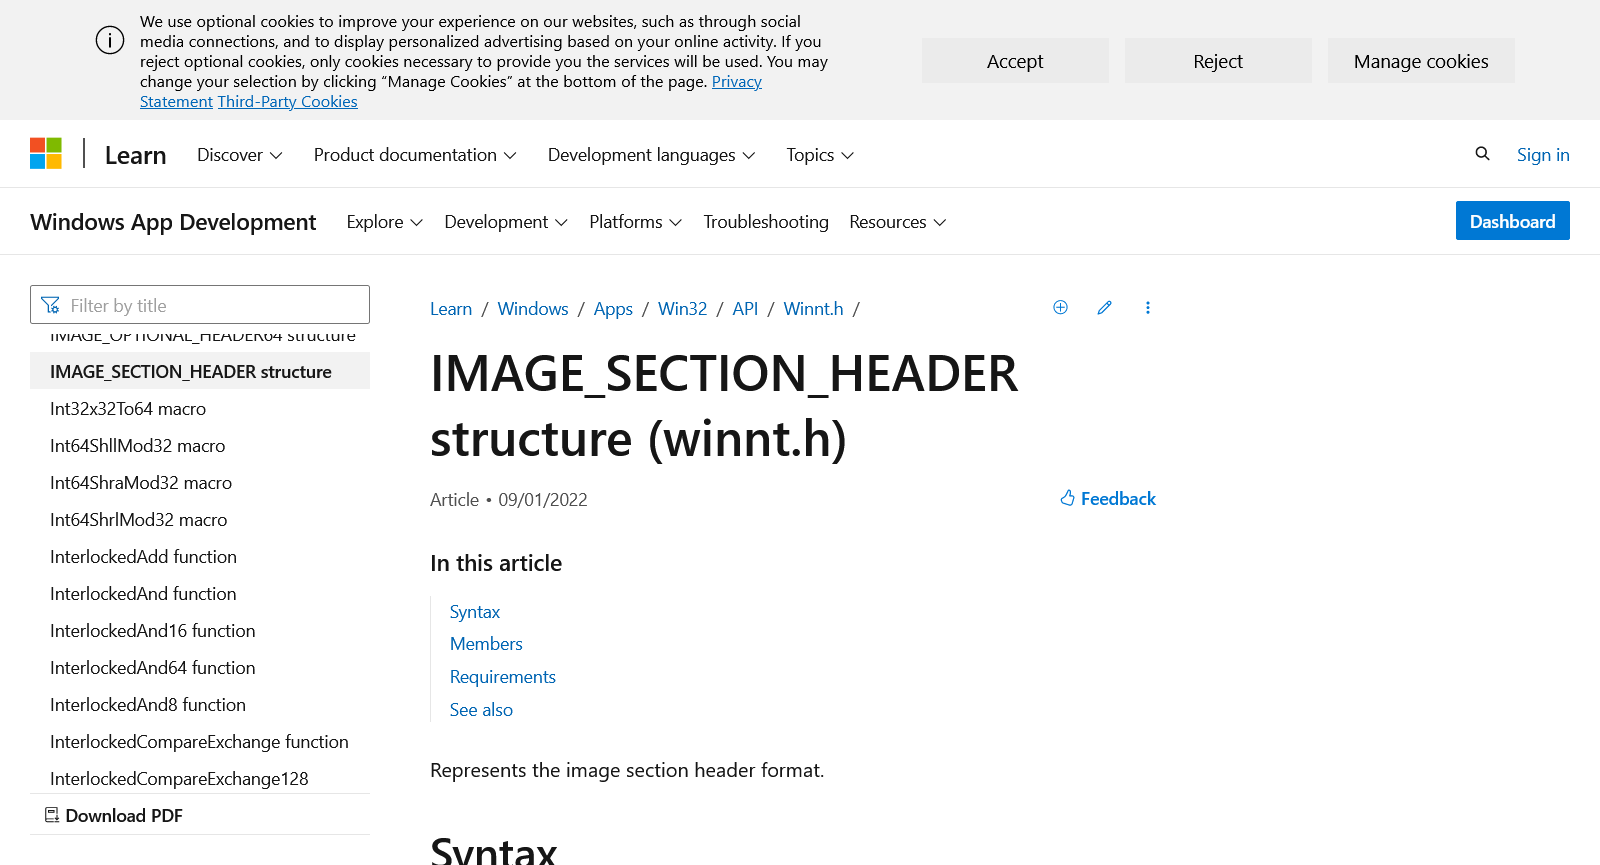 We use optional cookies to improve your experience on our websites, such as through social
media connections, and to display personalized advertising based on your online activity. If you
reject optional cookies, only cookies necessary to provide you the services will be used. You may
change your selection by clicking “Manage Cookies” at the bottom of the page. Privacy
Statement Third-Party Cookies
Accept
Reject
Manage cookies
Learn
Discover
Product documentation
Development languages
Topics
Sign in
Windows App Development
Explore
Development
Platforms
Troubleshooting
Resources
Dashboard
Filter by title
IMAGE_OPTIONAL_HEADER64 structure
IMAGE_SECTION_HEADER structure
Int32x32To64 macro
Int64ShllMod32 macro
Int64ShraMod32 macro
Int64ShrlMod32 macro
InterlockedAdd function
InterlockedAnd function
InterlockedAnd16 function
InterlockedAnd64 function
InterlockedAnd8 function
InterlockedCompareExchange function
InterlockedCompareExchange128
Download PDF
Learn / Windows / Apps / Win32 / API / Winnt.h /
IMAGE_SECTION_HEADER
structure (winnt.h)
Article • 09/01/2022
Feedback
In this article
Syntax
Members
Requirements
See also
Represents the image section header format.
Syntax